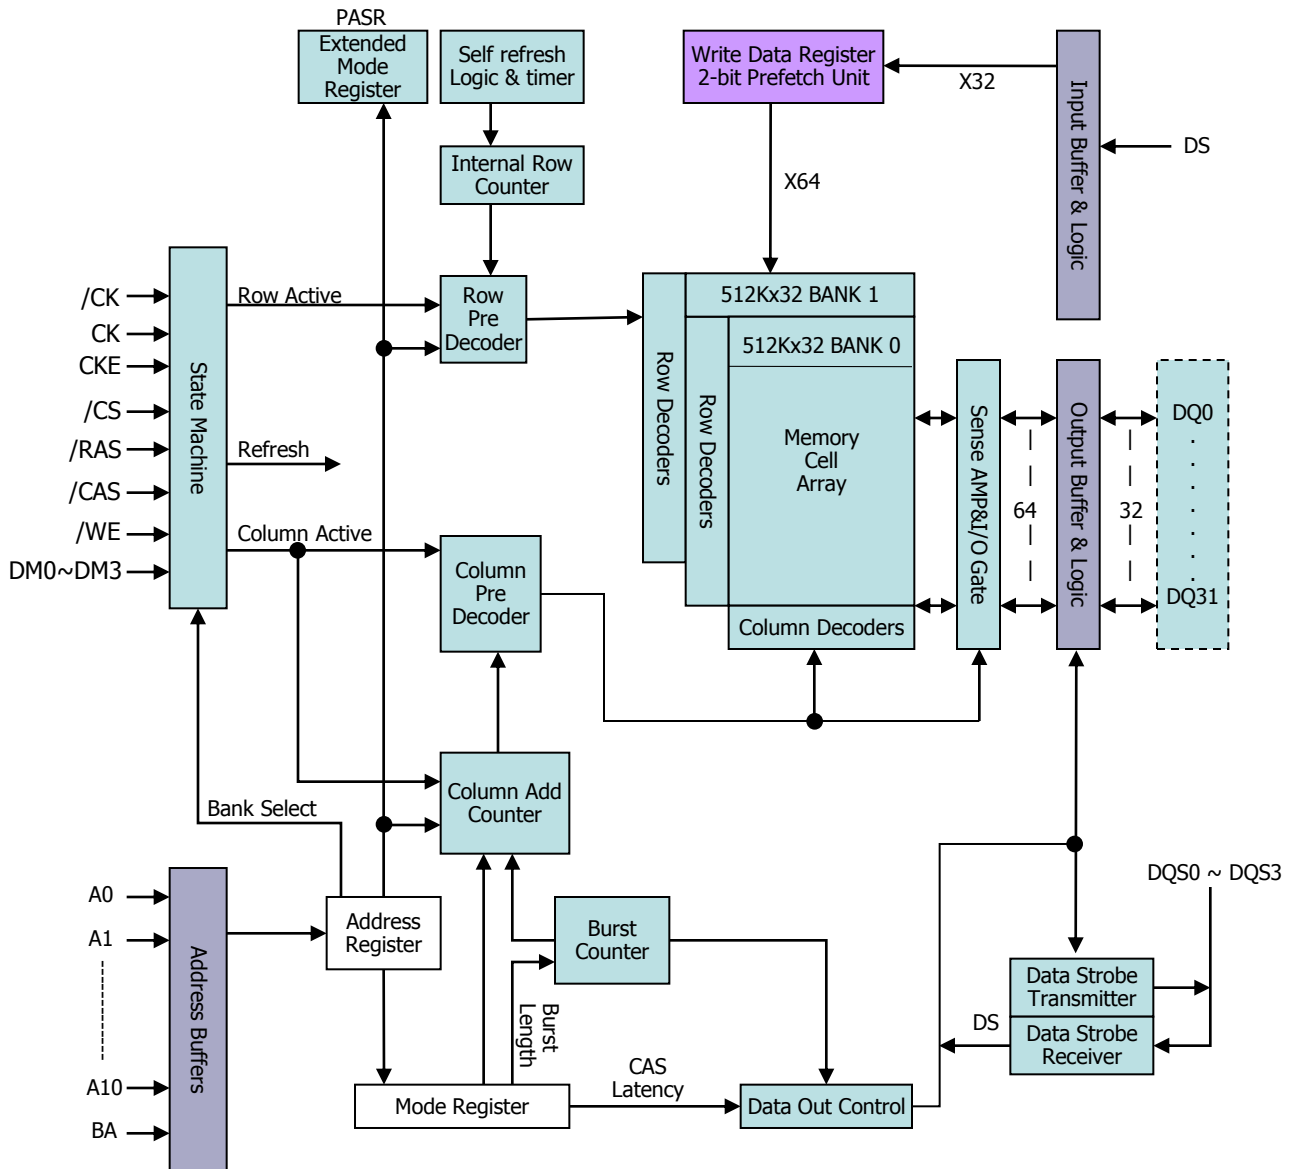 PASR
Extended
Mode
Register
Self refresh
Logic & timer
Write Data Register
2-bit Prefetch Unit
X32
Input Buffer & Logic
DS
Internal Row
Counter
X64
/CK
CK
CKE
/CS
/RAS
/CAS
/WE
DM0~DM3
State Machine
Row Active
Refresh
Column Active
Row
Pre
Decoder
Row Decoders
Row Decoders
512Kx32 BANK 1
512Kx32 BANK 0
Memory
Cell
Array
Column Decoders
Sense AMP&I/O Gate
64
Output Buffer & Logic
32
DQ0
.
.
.
.
.
.
.
DQ31
Column
Pre
Decoder
Column Add
Counter
Bank Select
A0
A1
A10
BA
Address Buffers
Address
Register
Burst
Counter
Burst
Length
Mode Register
CAS
Latency
Data Out Control
DQS0 ~ DQS3
Data Strobe
Transmitter
DS
Data Strobe
Receiver